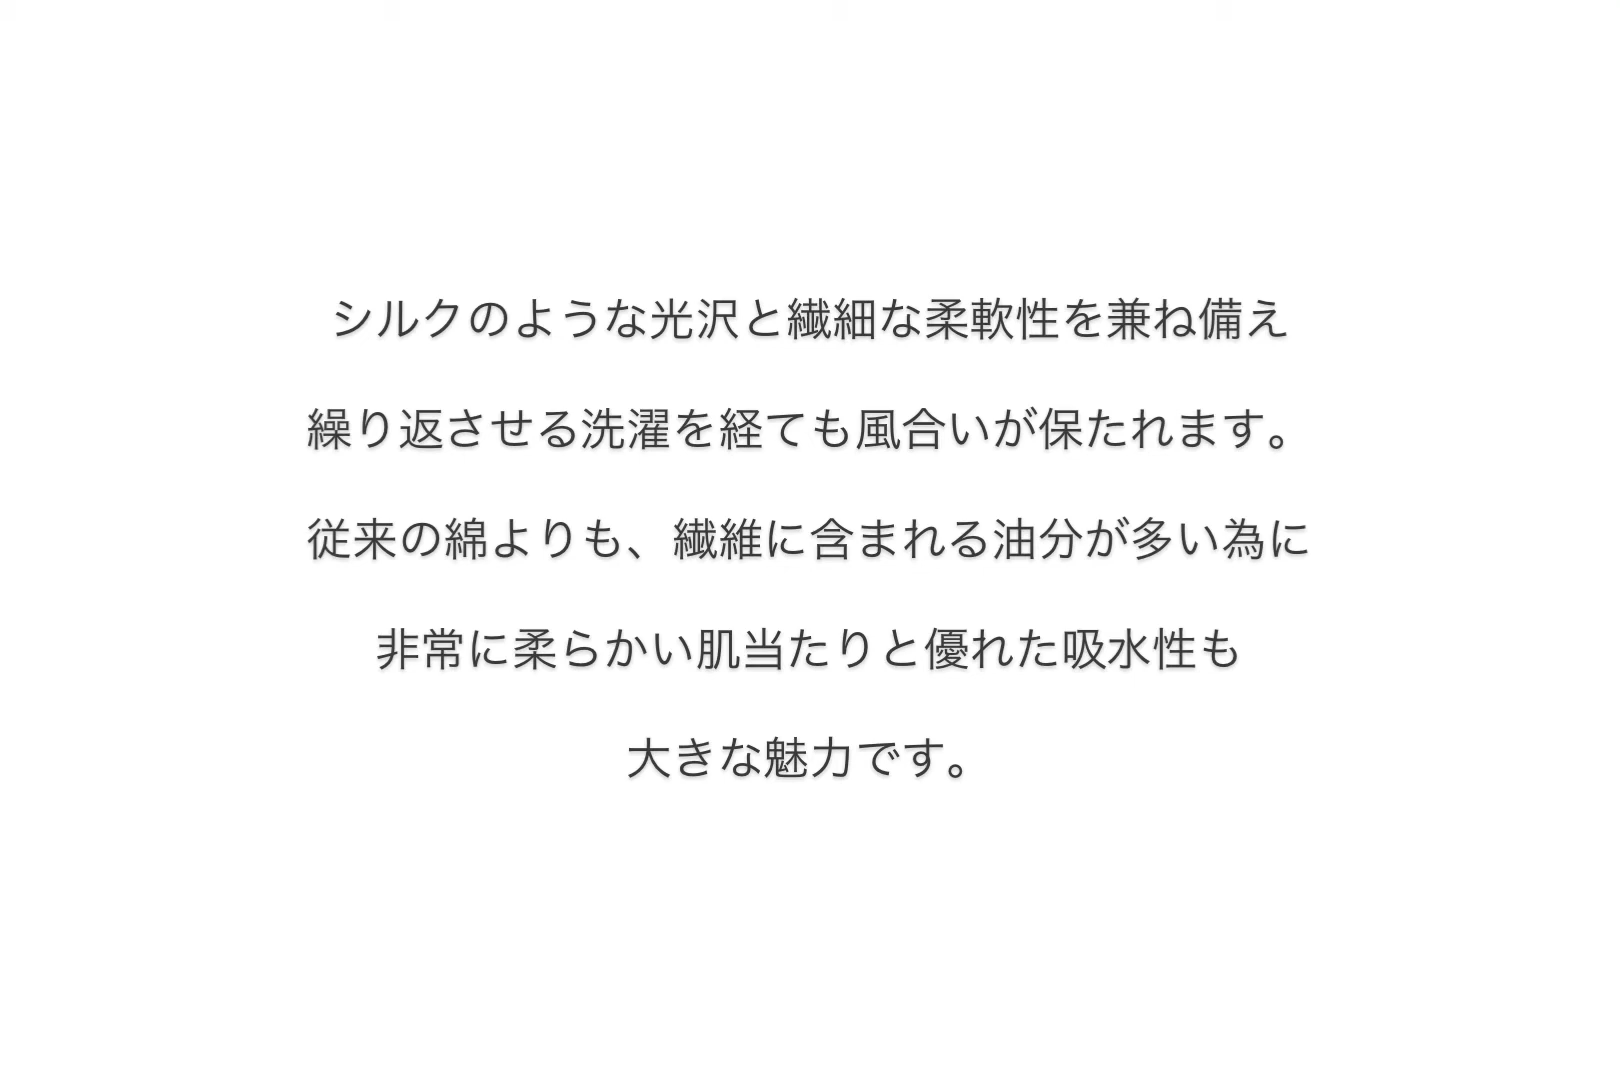 シルクのような光沢と繊細な柔軟性を兼ね備え
繰り返させる洗濯を経ても風合いが保たれます。
従来の綿よりも、繊維に含まれる油分が多い為に
非常に柔らかい肌当たりと優れた吸水性も
大きな魅力です。